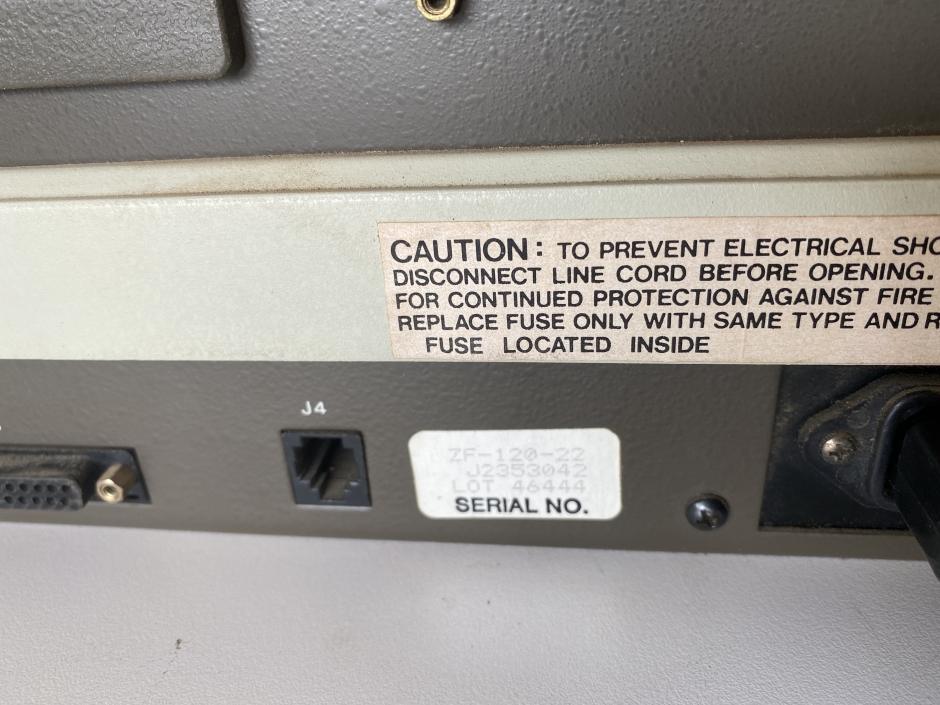 CAUTION: TO PREVENT ELECTRICAL SHO
DISCONNECT LINE CORD BEFORE OPENING.
FOR CONTINUED PROTECTION AGAINST FIRE
REPLACE FUSE ONLY WITH SAME TYPE AND R
FUSE LOCATED INSIDE
J4
ZF-120-22
J2353042
LOT 46444
SERIAL NO.